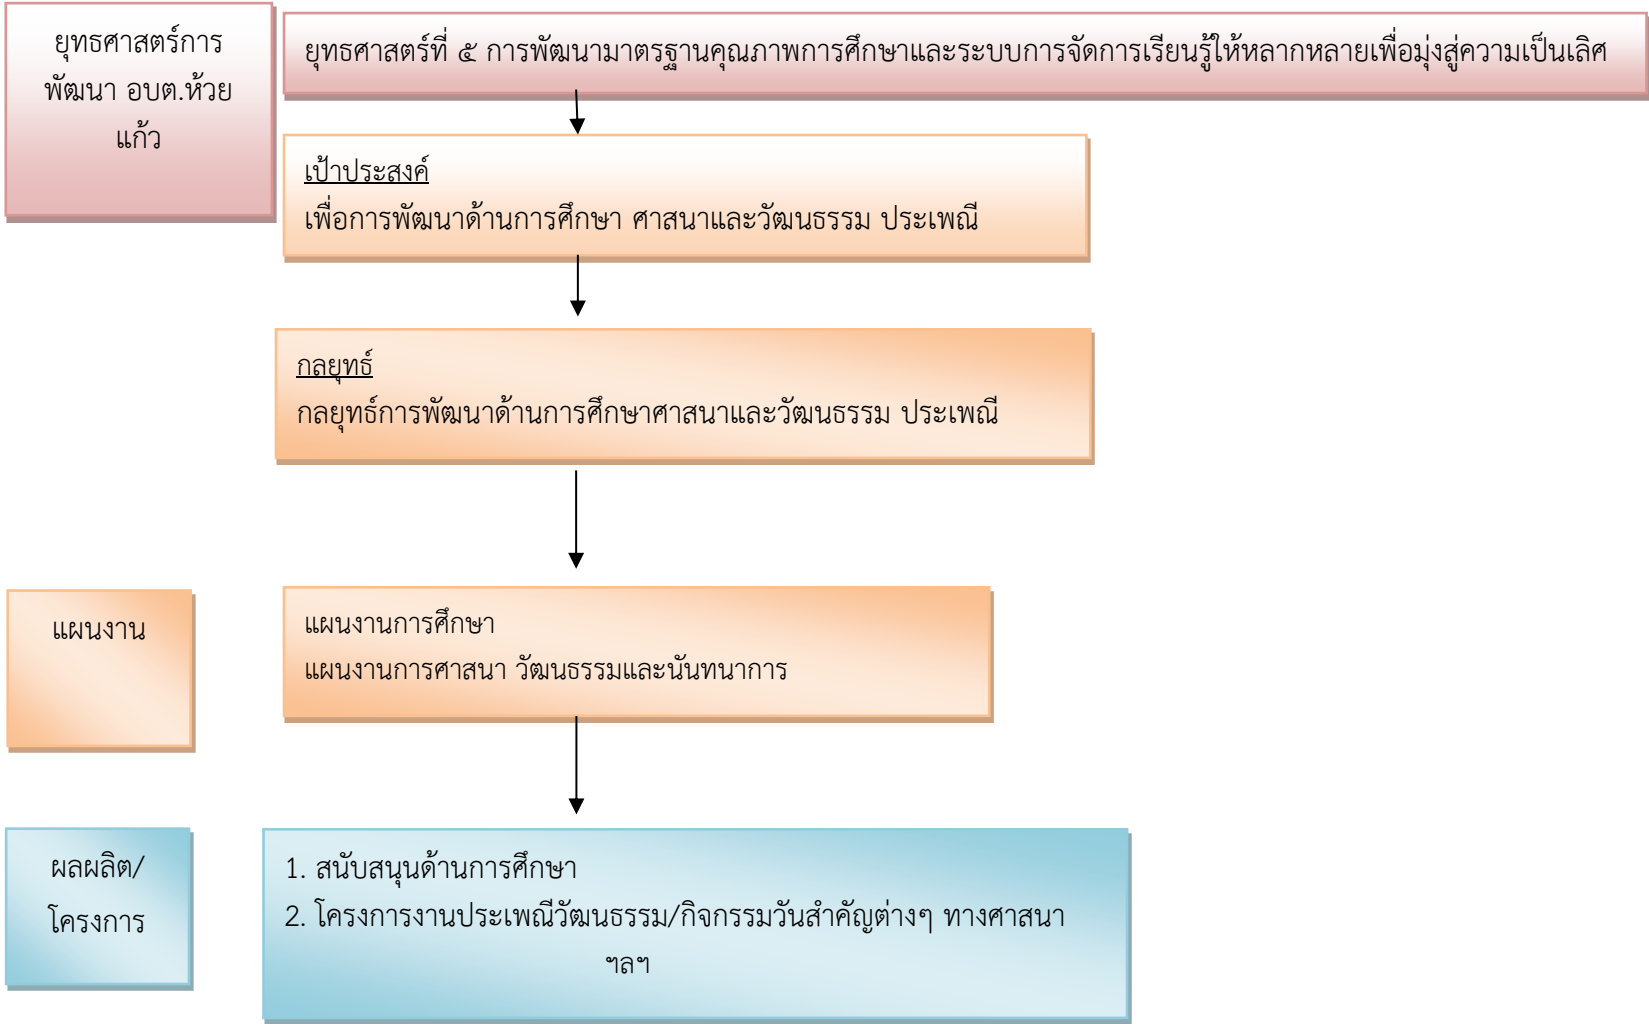 ยุทธศาสตร์การ
พัฒนา อบต.ห้วย
แก้ว
ยุทธศาสตร์ที่ ๕ การพัฒนามาตรฐานคุณภาพการศึกษาและระบบการจัดการเรียนรู้ให้หลากหลายเพื่อมุ่งสู่ความเป็นเลิศ
เป้าประสงค์
เพื่อการพัฒนาด้านการศึกษา ศาสนาและวัฒนธรรม ประเพณี
กลยุทธ์
กลยุทธ์การพัฒนาด้านการศึกษาศาสนาและวัฒนธรรม ประเพณี
แผนงาน
แผนงานการศึกษา
แผนงานการศาสนา วัฒนธรรมและนันทนาการ
ผลผลิต/
โครงการ
1. สนับสนุนด้านการศึกษา
2. โครงการงานประเพณีวัฒนธรรม/กิจกรรมวันสำคัญต่างๆ ทางศาสนา
ฯลฯ